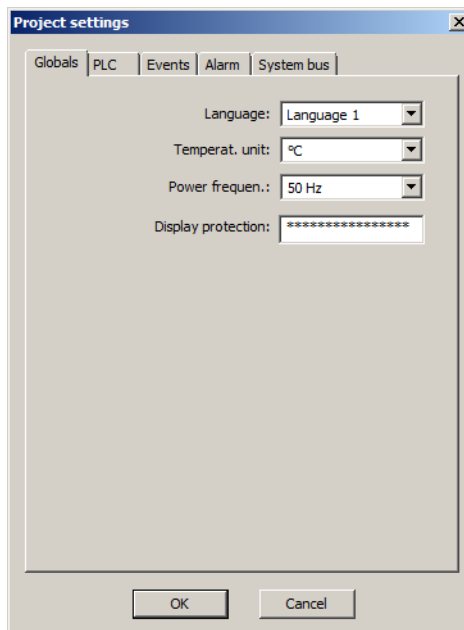 Project settings
Globals PLC Events Alarm System bus
Language: Language 1
Temperat. unit: °C
Power frequen.: 50 Hz
Display protection: ****************
OK Cancel